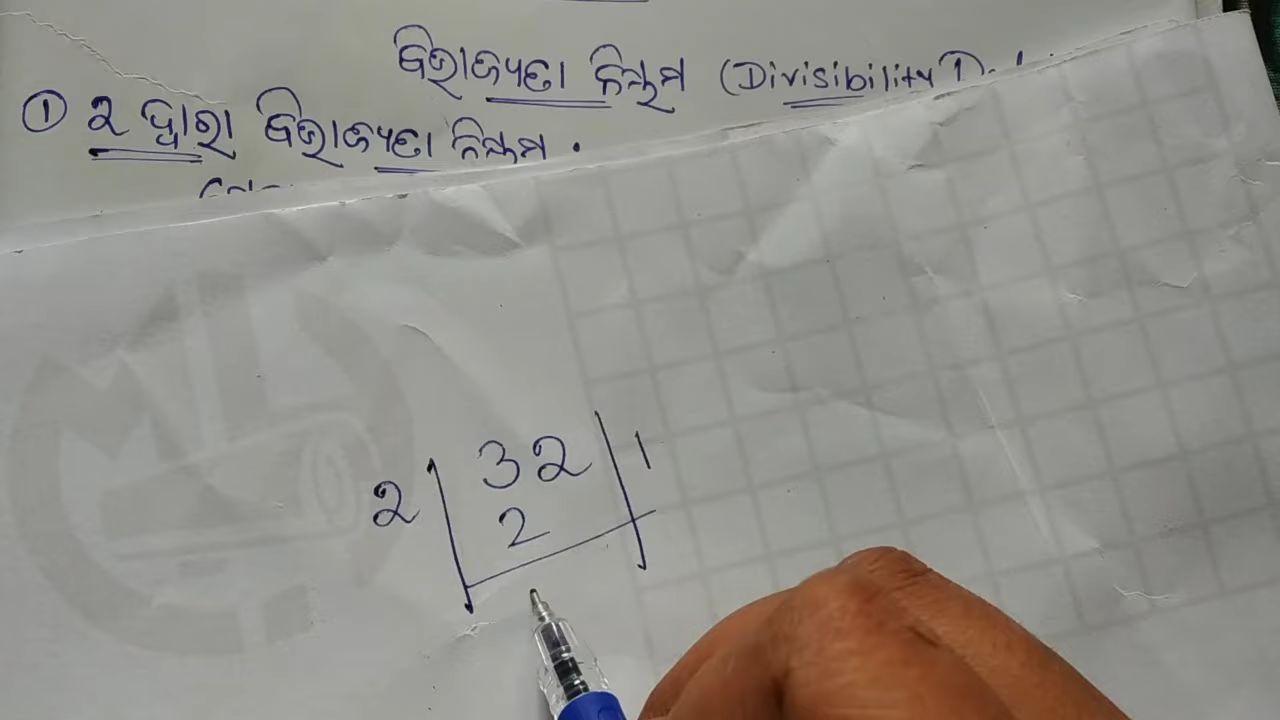 ବିଭାଜ୍ୟତା ନିୟମ (Divisibility
① ୨ ଦ୍ୱାରା ବିଭାଜ୍ୟତା ନିୟମ .
2 32 1
2